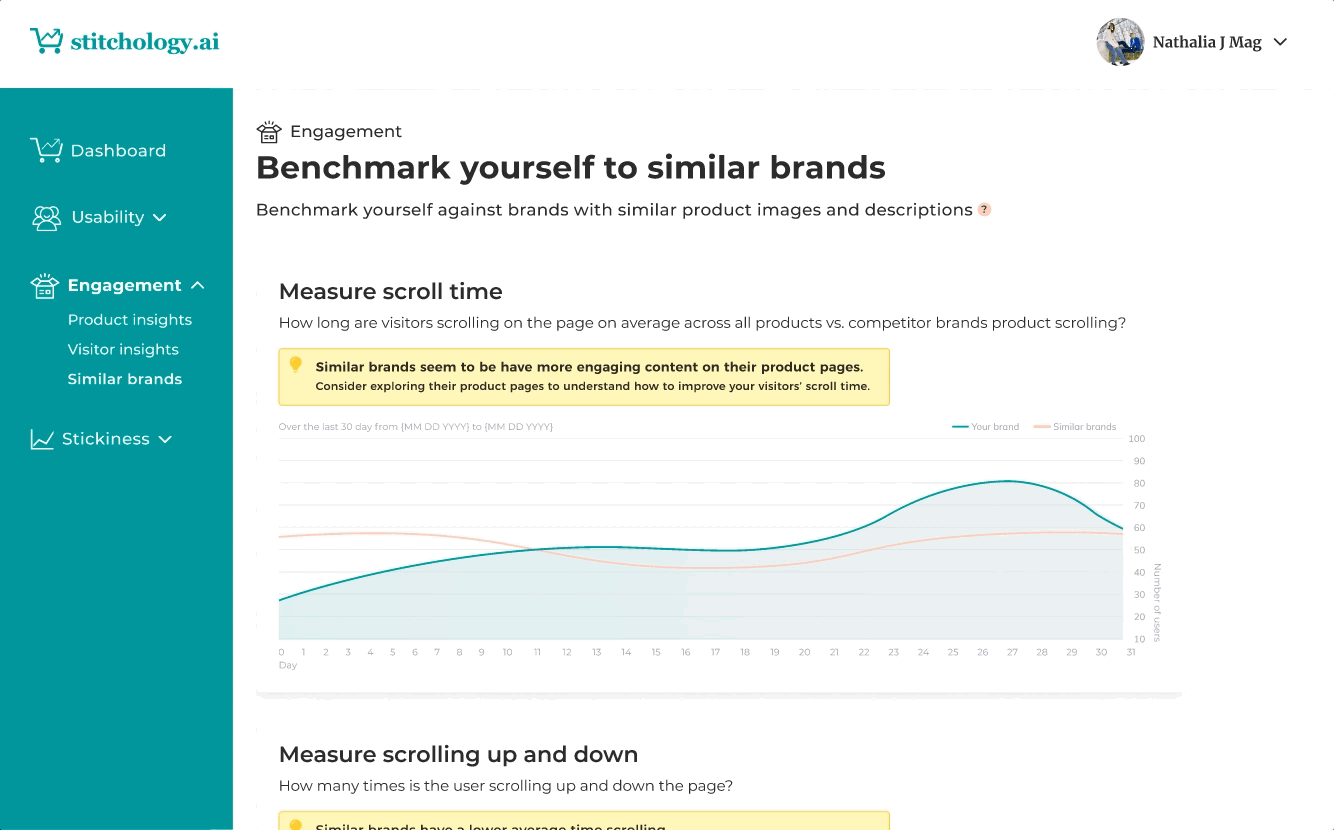 stitchology.ai
Nathalia J Mag
Dashboard
Usability
Engagement
Product insights
Visitor insights
Similar brands
Stickiness
Engagement
Benchmark yourself to similar brands
Benchmark yourself against brands with similar product images and descriptions ?
Measure scroll time
How long are visitors scrolling on the page on average across all products vs. competitor brands product scrolling?
Similar brands seem to be have more engaging content on their product pages.
Consider exploring their product pages to understand how to improve your visitors' scroll time.
Over the last 30 day from {MM DD YYYY} to {MM DD YYYY}
Your brand Similar brands
100
90
80
70
60
50
40
30
20
10
Number of users
0 1 2 3 4 5 6 7 8 9 10 11 12 13 14 15 16 17 18 19 20 21 22 23 24 25 26 27 28 29 30 31
Day
Measure scrolling up and down
How many times is the user scrolling up and down the page?
Similar brands have a lower average time scrolling